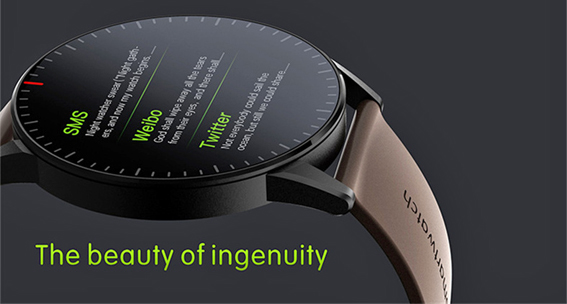 SMS
Night watcher swear ("Night gath-
ers, and now my watch begins, ......
Weibo
God shall wipe away all the tears
from their eyes, and there shall......
Twitter
Not everybody could sail the
ocean, but still we could share......
The beauty of ingenuity